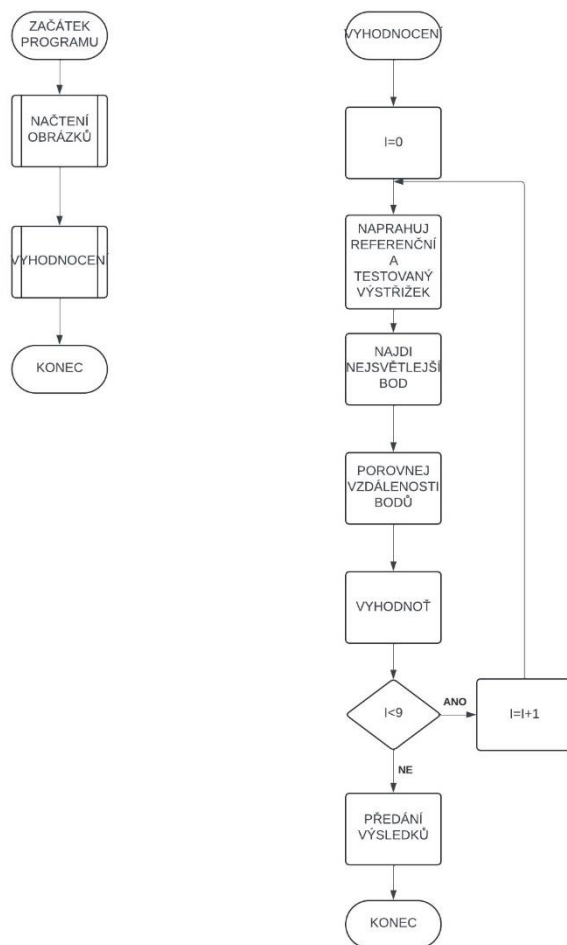 ZAČÁTEK
PROGRAMU
NAČTENÍ
OBRÁZKŮ
VYHODNOCENÍ
KONEC
VYHODNOCENÍ
I=0
NAPRAHUJ
REFERENČNÍ
A
TESTOVANÝ
VÝSTŘIŽEK
NAJDI
NEJSVĚTLEJŠÍ
BOD
POROVNEJ
VZDÁLENOSTI
BODŮ
VYHODNOŤ
I<9
ANO
I=I+1
NE
PŘEDÁNÍ
VÝSLEDKŮ
KONEC